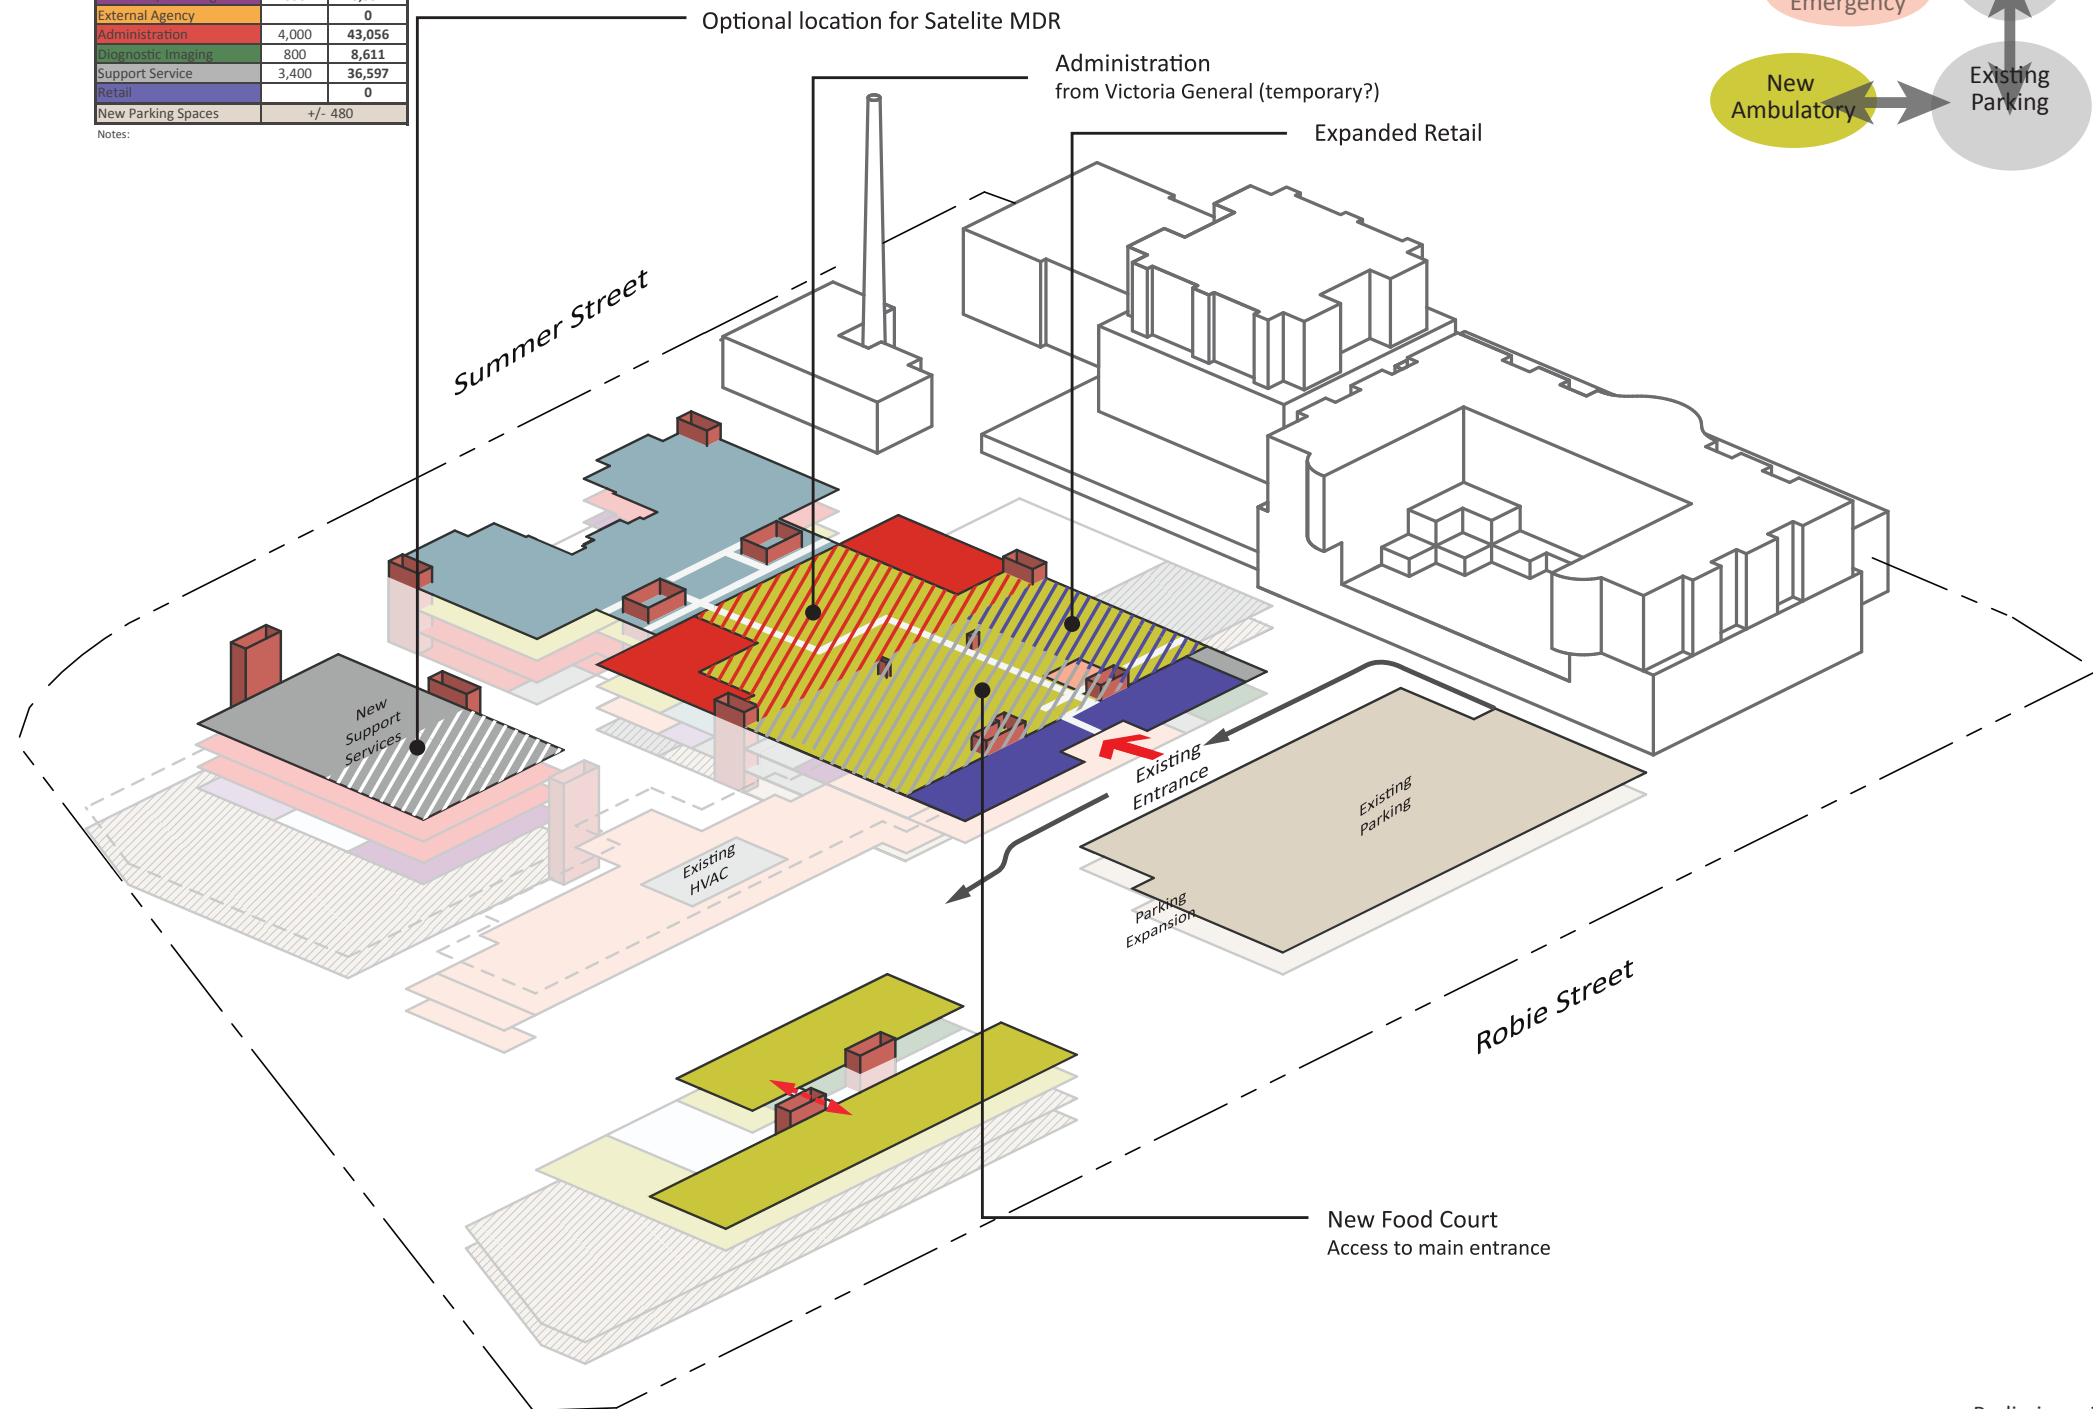 External Agency 0
Administration 4,000 43,056
Diagnostic Imaging 800 8,611
Support Service 3,400 36,597
Retail 0
New Parking Spaces +/- 480
Notes:
Optional location for Satelite MDR
Administration
from Victoria General (temporary?)
Expanded Retail
Emergency
New
Ambulatory
Existing
Parking
Summer Street
New
Support
Services
Existing
Entrance
Existing
Parking
Existing
HVAC
Parking
Expansion
Robie Street
New Food Court
Access to main entrance